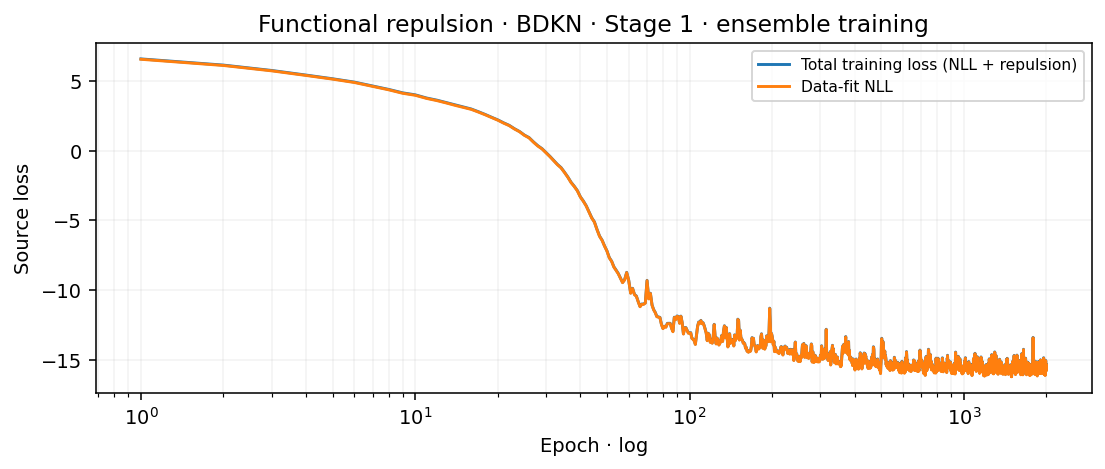 Functional repulsion · BDKN · Stage 1 · ensemble training
Total training loss (NLL + repulsion)
Data-fit NLL
Source loss
5
0
−5
−10
−15
10⁰
10¹
10²
10³
Epoch · log